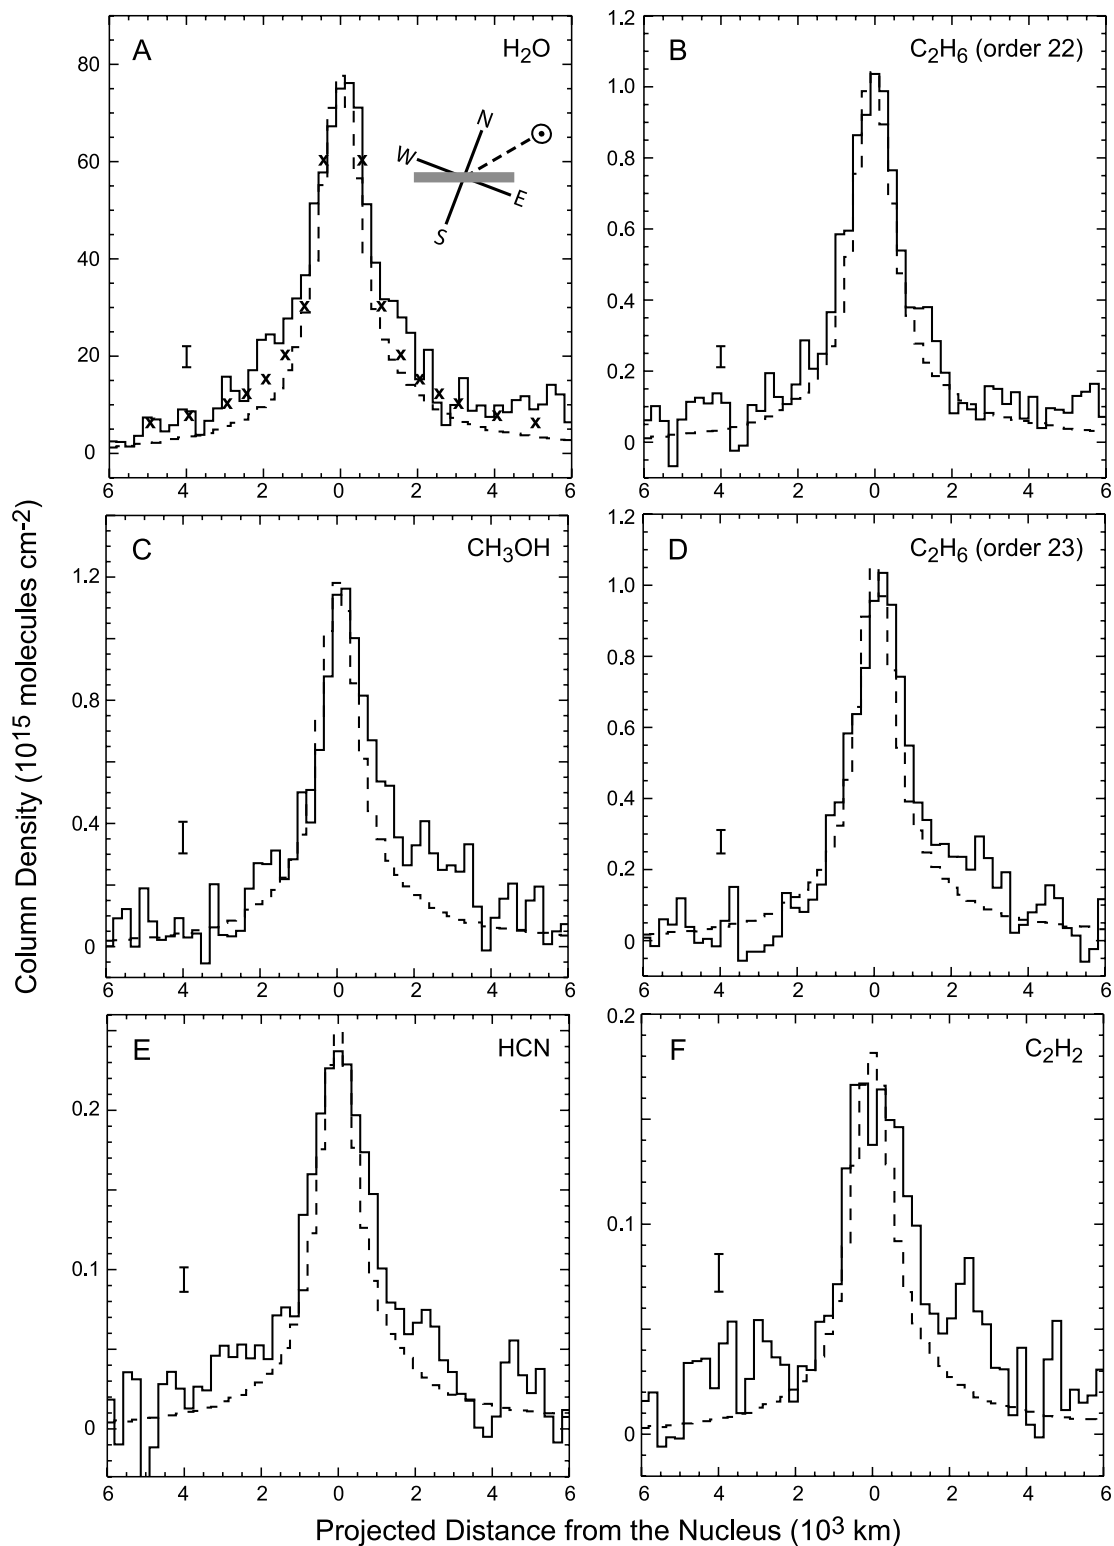 A
H2O
80
60
40
20
0
N
W
E
S
x x x x x x x x x x x x x x x x x x
6 4 2 0 2 4 6
B
C2H6 (order 22)
1.2
1.0
0.8
0.6
0.4
0.2
0
6 4 2 0 2 4 6
C
CH3OH
1.2
0.8
0.4
0
6 4 2 0 2 4 6
D
C2H6 (order 23)
1.2
1.0
0.8
0.6
0.4
0.2
0
6 4 2 0 2 4 6
E
HCN
0.2
0.1
0
6 4 2 0 2 4 6
F
C2H2
0.2
0.1
0
6 4 2 0 2 4 6
Column Density (1015 molecules cm-2)
Projected Distance from the Nucleus (103 km)